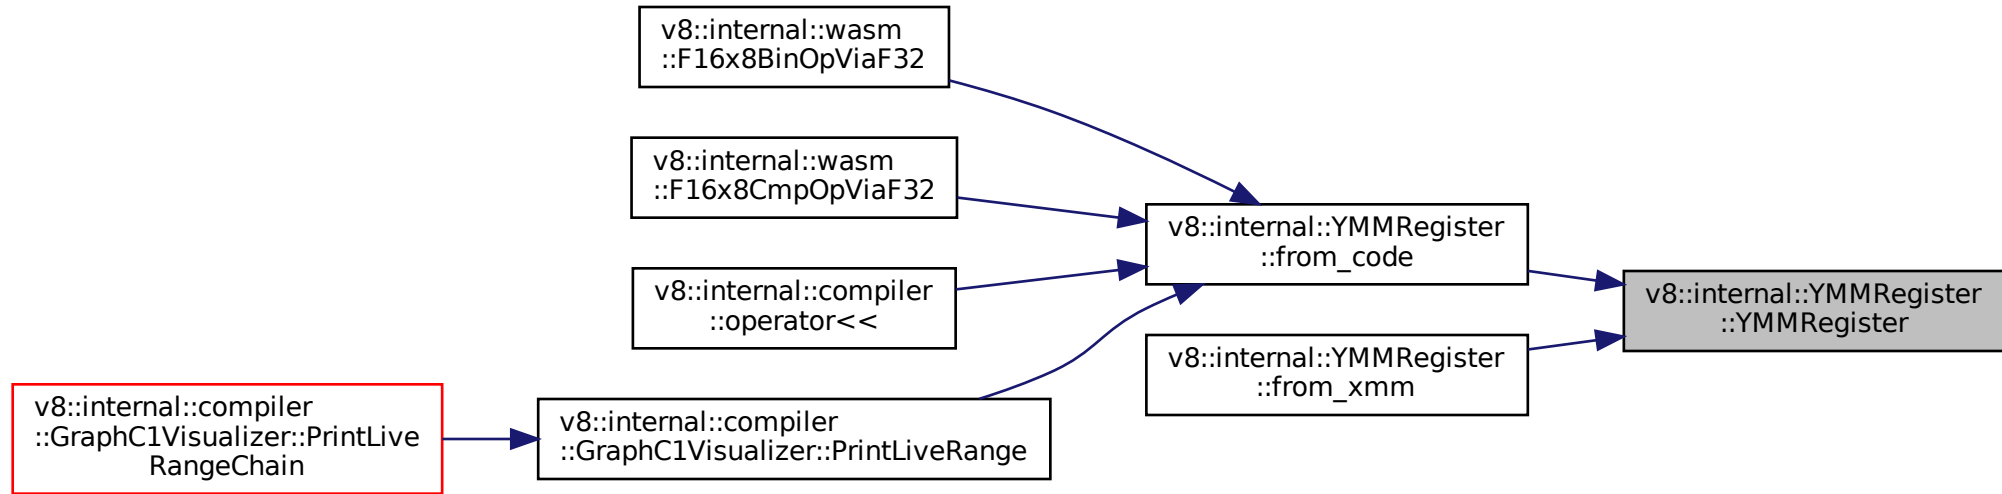 v8::internal::wasm
::F16x8BinOpViaF32
v8::internal::wasm
::F16x8CmpOpViaF32
v8::internal::YMMRegister
::from_code
v8::internal::compiler
::operator<<
v8::internal::YMMRegister
::YMMRegister
v8::internal::YMMRegister
::from_xmm
v8::internal::compiler
::GraphC1Visualizer::PrintLive
RangeChain
v8::internal::compiler
::GraphC1Visualizer::PrintLiveRange